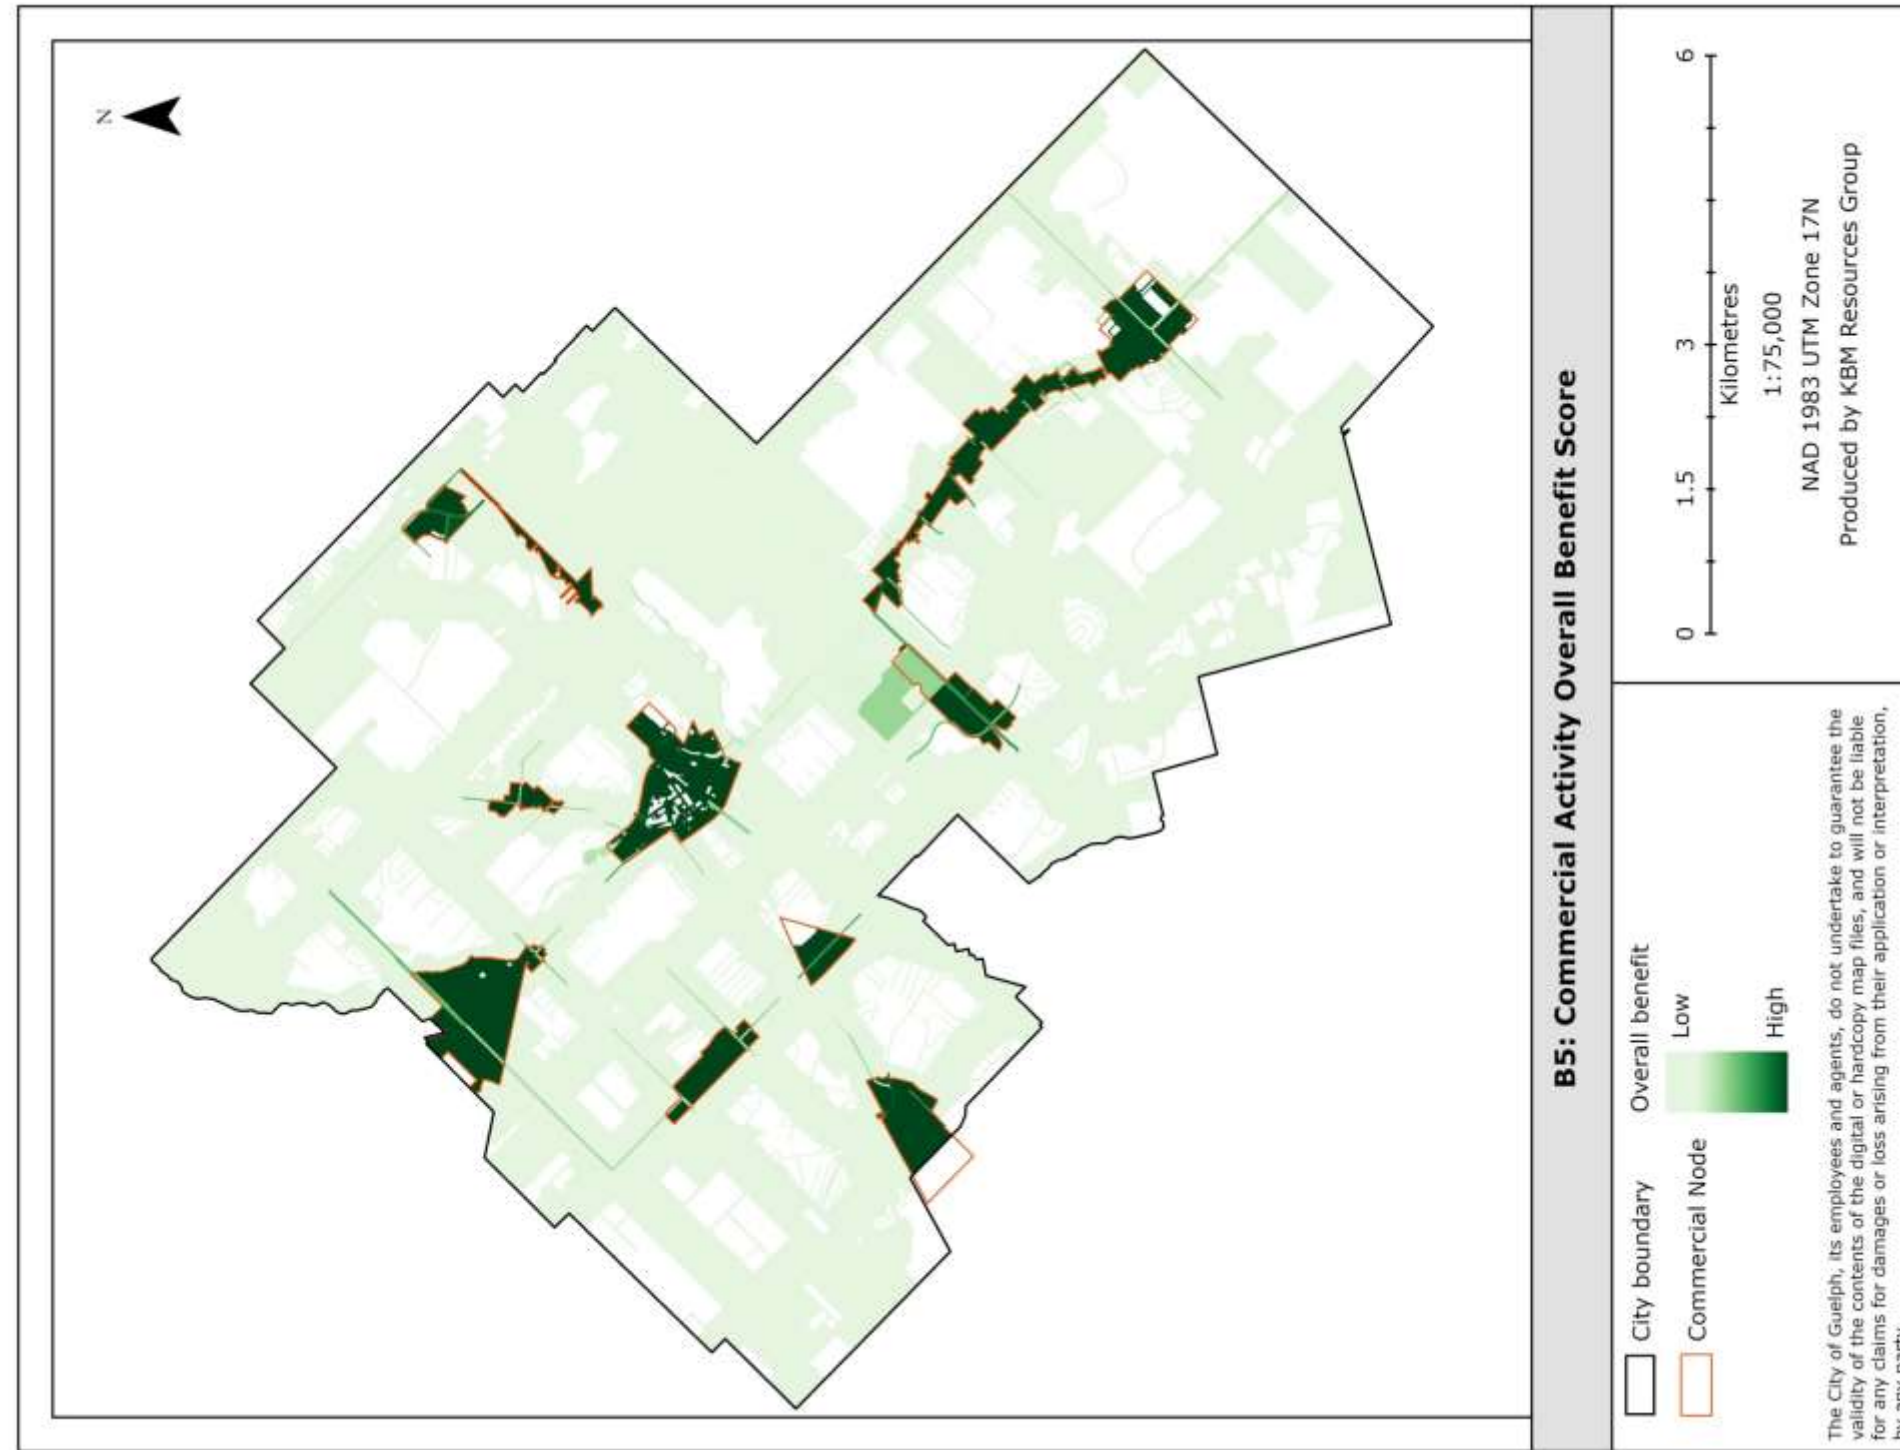 N
B5: Commercial Activity Overall Benefit Score
City boundary
Commercial Node
Overall benefit
Low
High
0 1.5 3 6
Kilometres
1:75,000
NAD 1983 UTM Zone 17N
Produced by KBM Resources Group
The City of Guelph, its employees and agents, do not undertake to guarantee the
validity of the contents of the digital or hardcopy map files, and will not be liable
for any claims for damages or loss arising from their application or interpretation,
by any party.